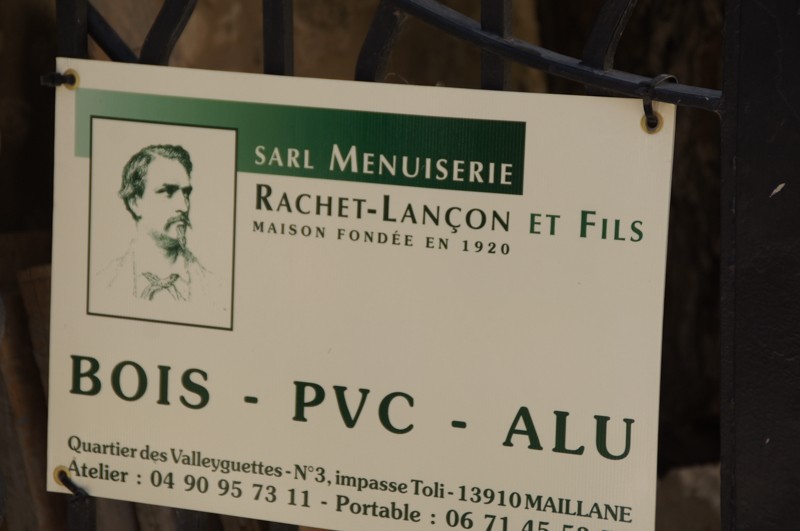 SARL MENUISERIE
RACHET-LANÇON ET FILS
MAISON FONDÉE EN 1920
BOIS - PVC - ALU
Quartier des Valleyguettes - N°3, impasse Toli - 13910 MAILLANE
Atelier : 04 90 95 73 11 - Portable : 06 71 45